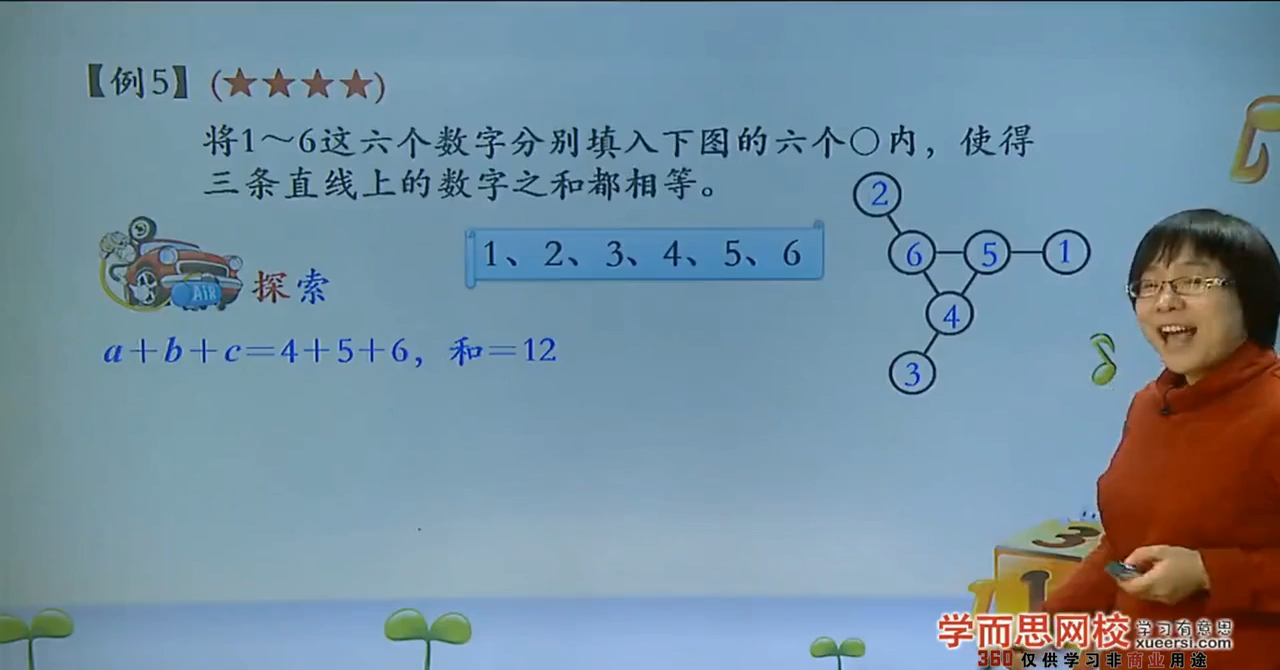 【例5】(★★★★)
将1～6这六个数字分别填入下图的六个○内，使得
三条直线上的数字之和都相等。
1、2、3、4、5、6
探索
AIR
a+b+c=4+5+6，和=12
2
6 5 1
4
3
3
1
学而思网校 学习有意思
xueersi.com
360 仅供学习非商业用途